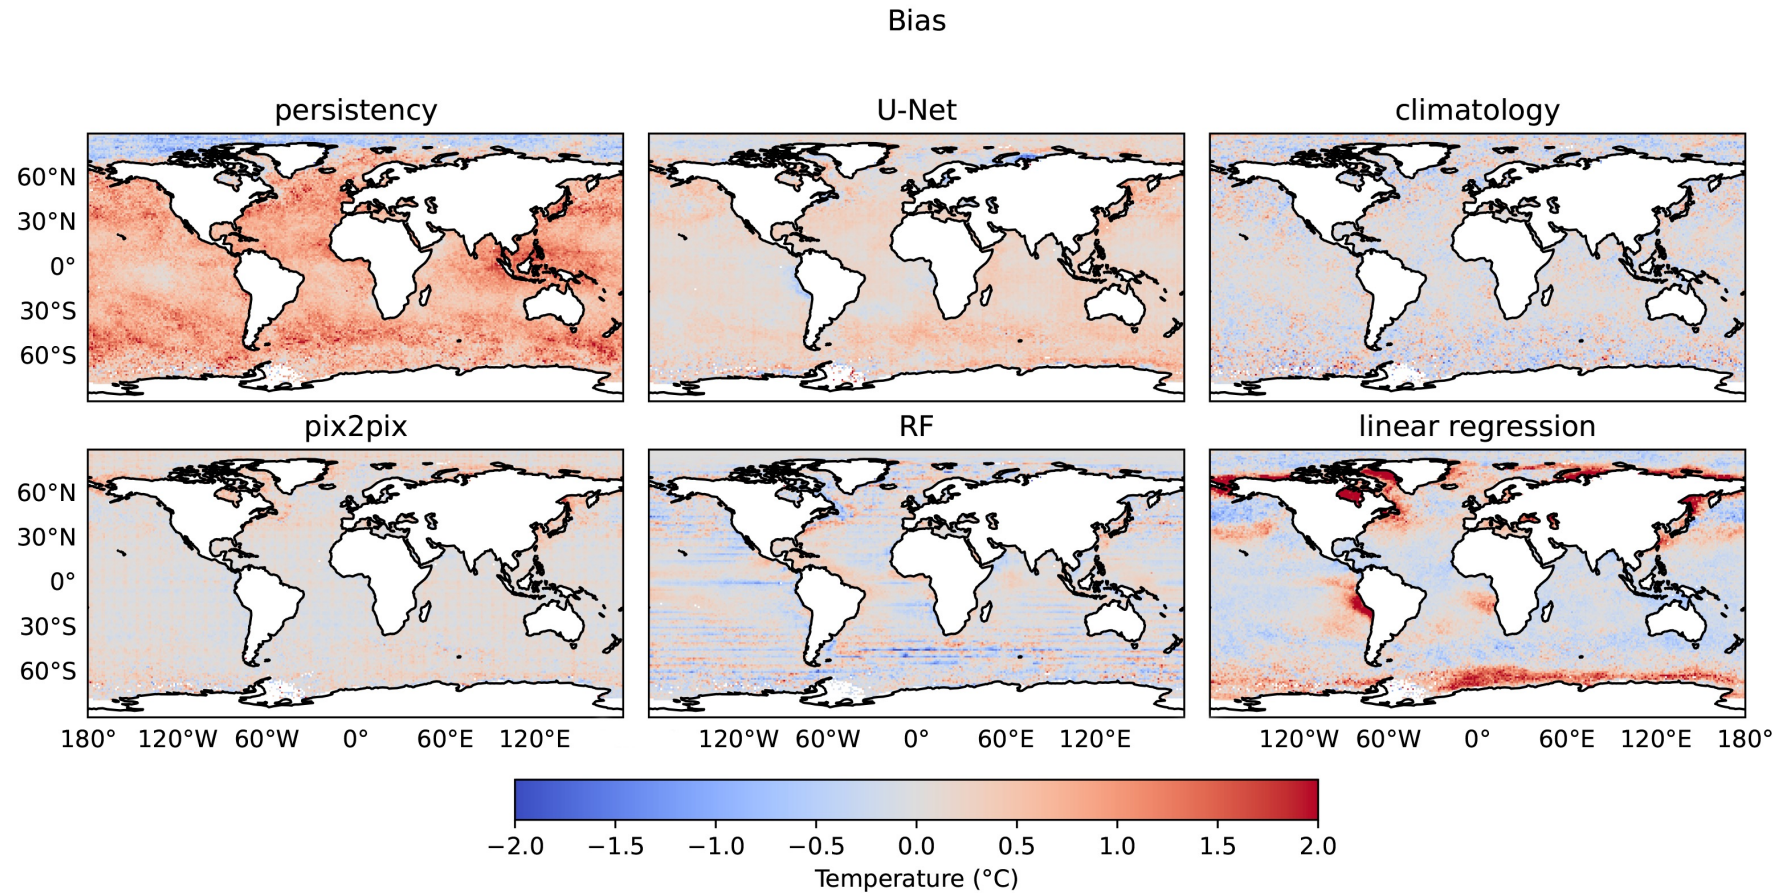 Bias
persistency U-Net climatology
60°N
30°N
0°
30°S
60°S
pix2pix RF linear regression
60°N
30°N
0°
30°S
60°S
180° 120°W 60°W 0° 60°E 120°E 120°W 60°W 0° 60°E 120°E 120°W 60°W 0° 60°E 120°E 180°
−2.0 −1.5 −1.0 −0.5 0.0 0.5 1.0 1.5 2.0
Temperature (°C)